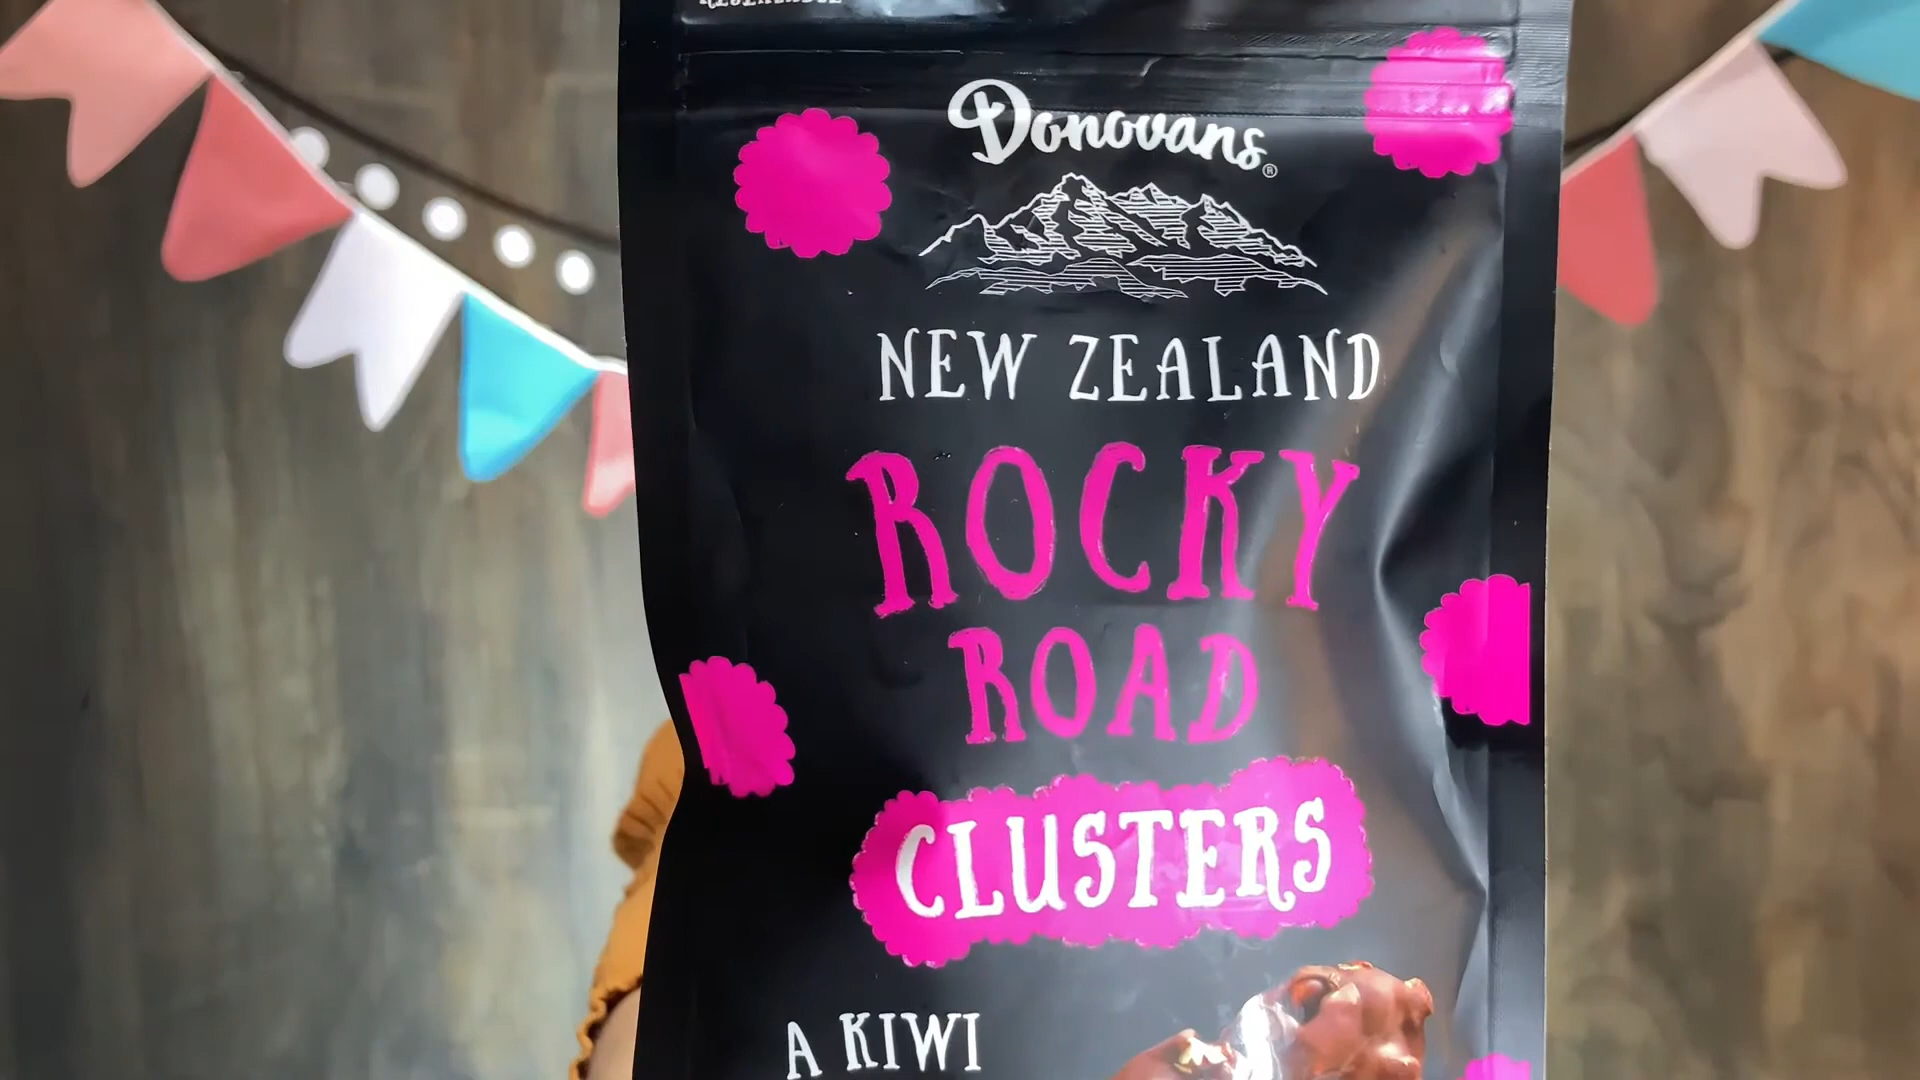 Donovans®
NEW ZEALAND
ROCKY
ROAD
CLUSTERS
A KIWI